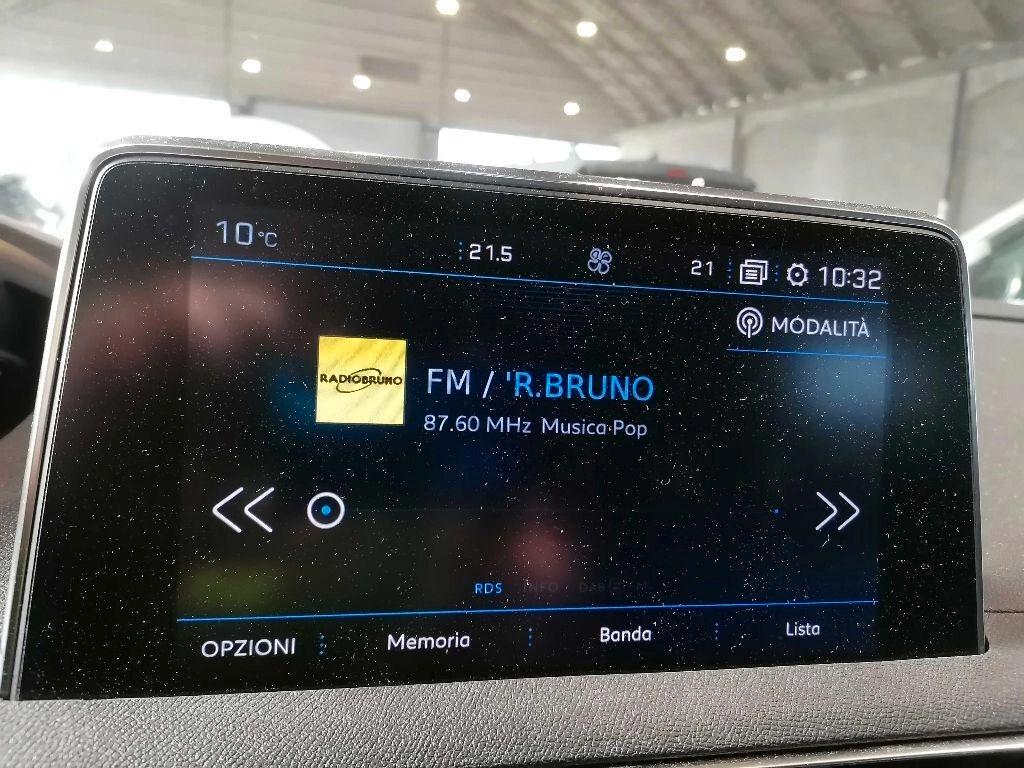 10°C 21.5 21 10:32
MODALITÀ
RADIOBRUNO
FM / 'R.BRUNO
87.60 MHz Musica Pop
RDS INFO
OPZIONI Memoria Banda Lista